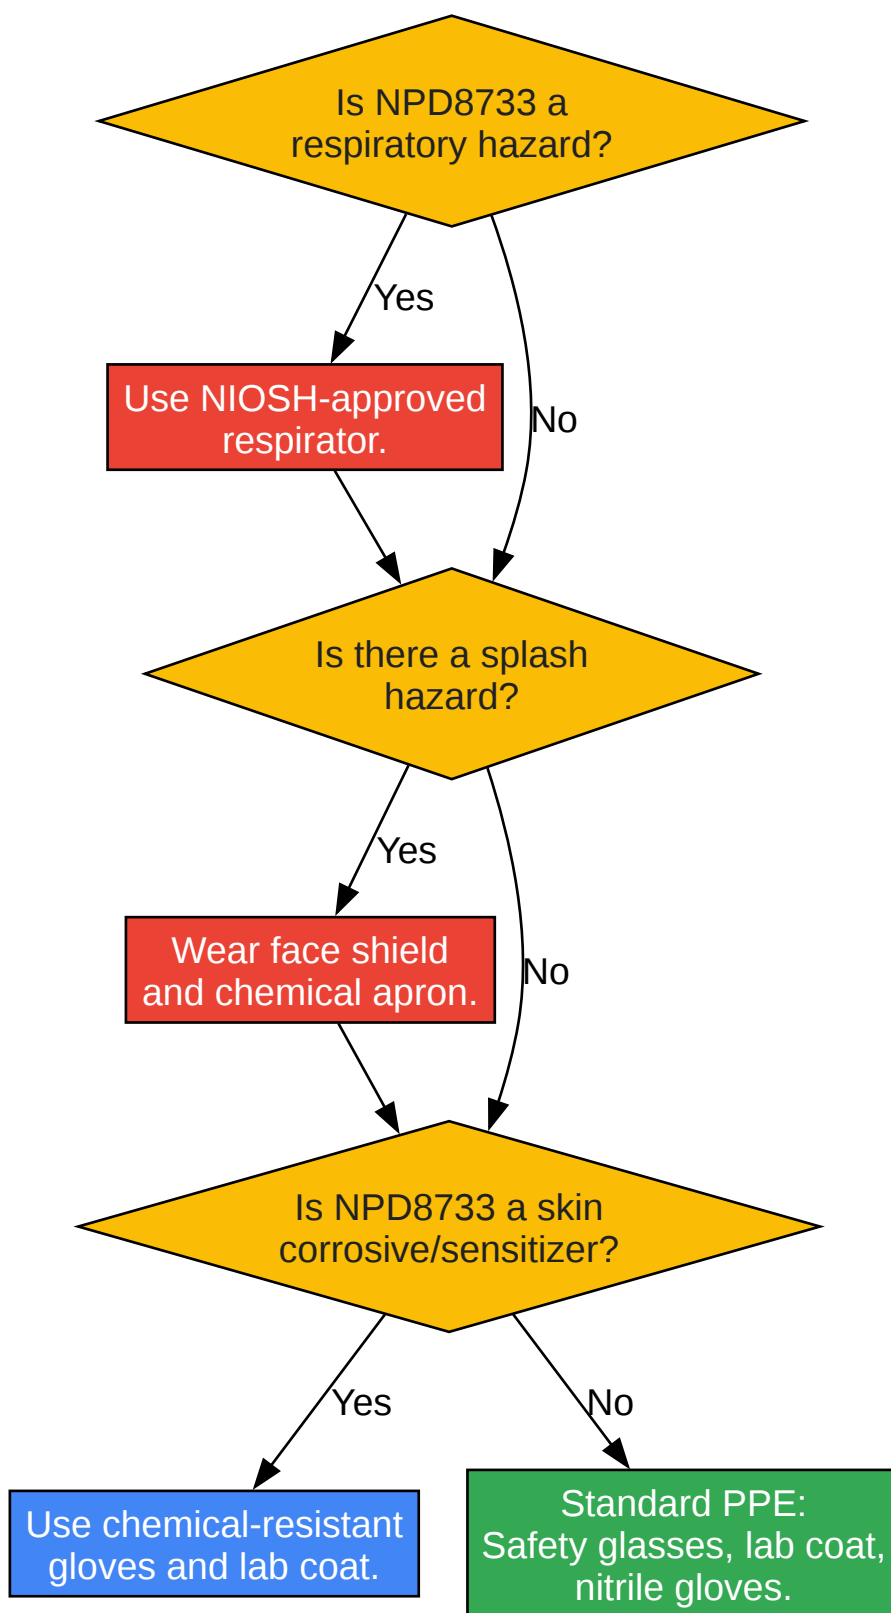 Is NPD8733 a
respiratory hazard?
Yes
Use NIOSH-approved
respirator.
No
Is there a splash
hazard?
Yes
Wear face shield
and chemical apron.
No
Is NPD8733 a skin
corrosive/sensitizer?
Yes
No
Use chemical-resistant
gloves and lab coat.
Standard PPE:
Safety glasses, lab coat,
nitrile gloves.